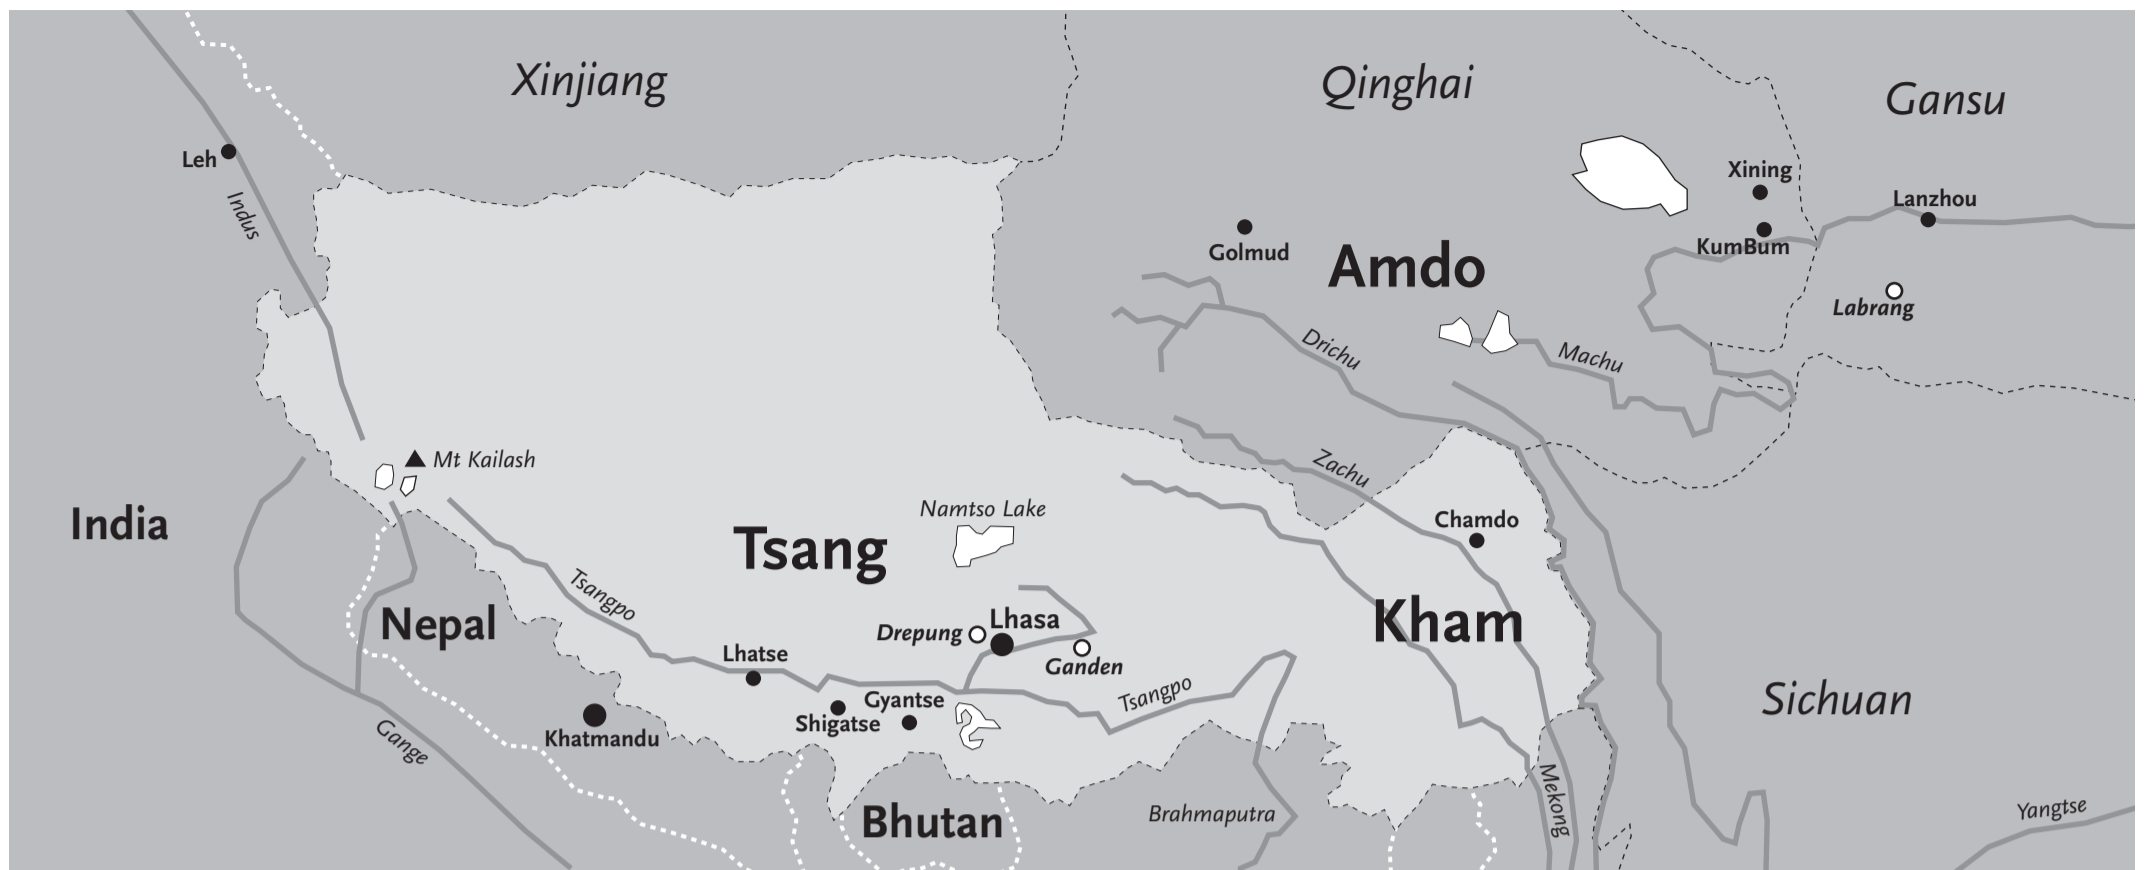 Xinjiang
Qinghai
Gansu
Leh
Indus
Xining
Lanzhou
KumBum
Golmud
Amdo
Labrang
Drichu
Machu
Mt Kailash
Zachu
India
Namtso Lake
Chamdo
Tsang
Tsangpo
Nepal
Kham
Lhasa
Drepung
Ganden
Lhatse
Tsangpo
Gyantse
Shigatse
Sichuan
Khatmandu
Gange
Mekong
Bhutan
Brahmaputra
Yangtse